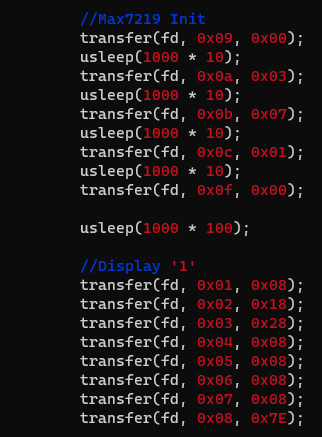 //Max7219 Init
transfer(fd, 0x09, 0x00);
usleep(1000 * 10);
transfer(fd, 0x0a, 0x03);
usleep(1000 * 10);
transfer(fd, 0x0b, 0x07);
usleep(1000 * 10);
transfer(fd, 0x0c, 0x01);
usleep(1000 * 10);
transfer(fd, 0x0f, 0x00);
usleep(1000 * 100);
//Display '1'
transfer(fd, 0x01, 0x08);
transfer(fd, 0x02, 0x18);
transfer(fd, 0x03, 0x28);
transfer(fd, 0x04, 0x08);
transfer(fd, 0x05, 0x08);
transfer(fd, 0x06, 0x08);
transfer(fd, 0x07, 0x08);
transfer(fd, 0x08, 0x7E);